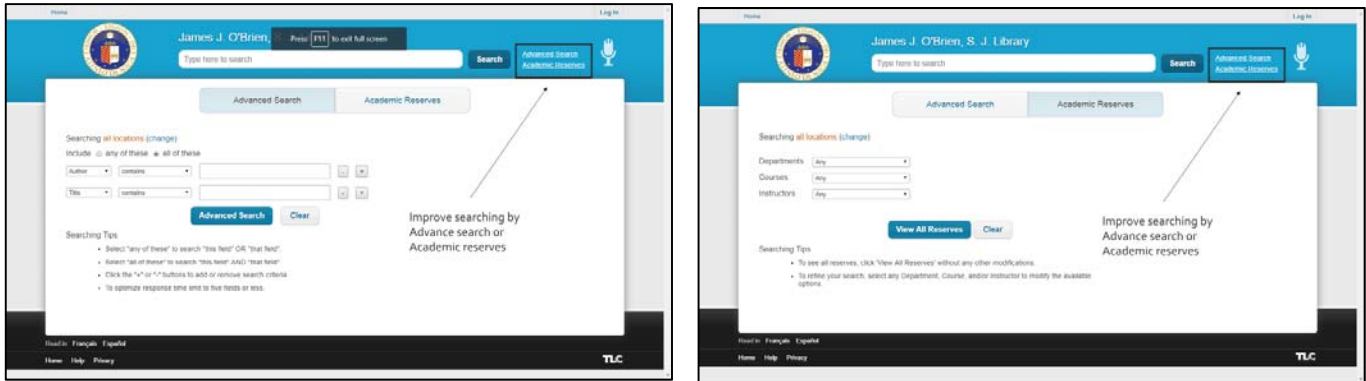 Home
Log In
James J. O'Brien,
Press F11 to exit full screen
Type here to search
Search
Advanced Search
Academic Reserves
Advanced Search
Academic Reserves
Searching all locations (change)
Include any of these all of these
Author contains - +
Title contains - +
Advanced Search Clear
Improve searching by
Advance search or
Academic reserves
Searching Tips
Select "any of these" to search "this field" OR "that field".
Select "all of these" to search "this field" AND "that field"
Click the "+" or "-" buttons to add or remove search criteria
To optimize response time limit to five fields or less.
Read in Français Español
Home Help Privacy
TLC
Home
Log In
James J. O'Brien, S. J. Library
Type here to search
Search
Advanced Search
Academic Reserves
Advanced Search
Academic Reserves
Searching all locations (change)
Departments Any
Courses Any
Instructors Any
View All Reserves Clear
Improve searching by
Advance search or
Academic reserves
Searching Tips
To see all reserves, click 'View All Reserves' without any other modifications.
To refine your search, select any Department, Course, and/or Instructor to modify the available
options.
Read in Français Español
Home Help Privacy
TLC